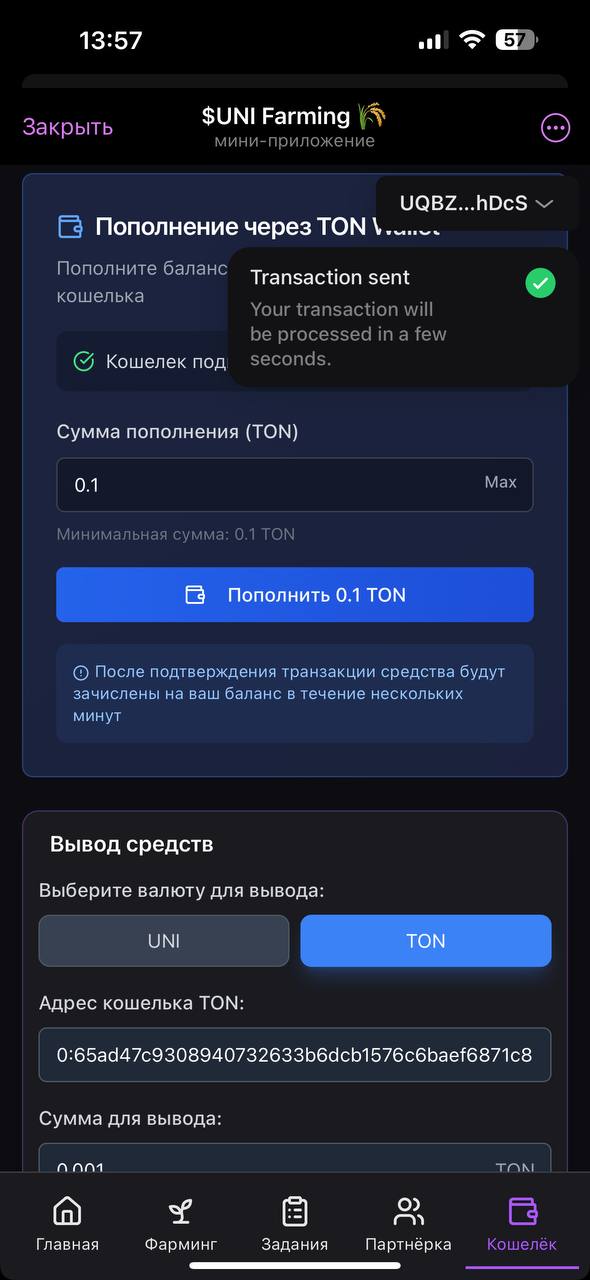 13:57
57
Закрыть
$UNI Farming
мини-приложение
UQBZ...hDcS
Пополнение через TON Wallet
Transaction sent
Your transaction will
be processed in a few
seconds.
Пополните баланс
кошелька
Кошелек под
Сумма пополнения (TON)
0.1
Max
Минимальная сумма: 0.1 TON
Пополнить 0.1 TON
После подтверждения транзакции средства будут
зачислены на ваш баланс в течение нескольких
минут
Вывод средств
Выберите валюту для вывода:
UNI
TON
Адрес кошелька TON:
0:65ad47c9308940732633b6dcb1576c6baef6871c8
Сумма для вывода:
0.001
TON
Главная
Фарминг
Задания
Партнёрка
Кошелёк